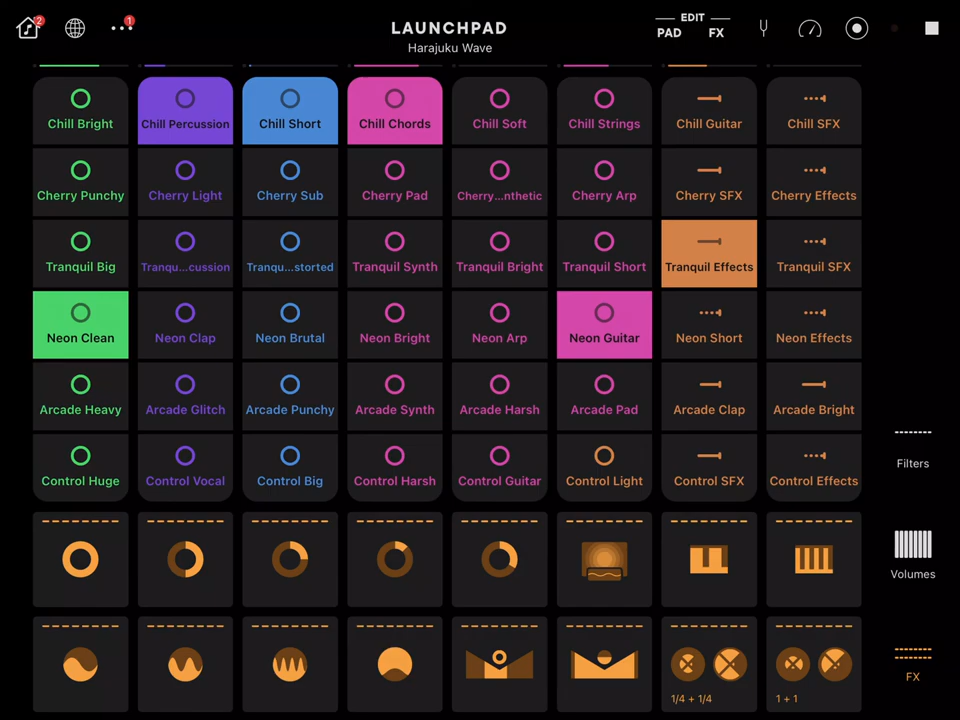 2
1
LAUNCHPAD
Harajuku Wave
EDIT
PAD FX
Chill Bright Chill Percussion Chill Short Chill Chords Chill Soft Chill Strings Chill Guitar Chill SFX
Cherry Punchy Cherry Light Cherry Sub Cherry Pad Cherry...nthetic Cherry Arp Cherry SFX Cherry Effects
Tranquil Big Tranqu...cussion Tranqu...storted Tranquil Synth Tranquil Bright Tranquil Short Tranquil Effects Tranquil SFX
Neon Clean Neon Clap Neon Brutal Neon Bright Neon Arp Neon Guitar Neon Short Neon Effects
Arcade Heavy Arcade Glitch Arcade Punchy Arcade Synth Arcade Harsh Arcade Pad Arcade Clap Arcade Bright
Filters
Control Huge Control Vocal Control Big Control Harsh Control Guitar Control Light Control SFX Control Effects
Volumes
FX
1/4 + 1/4 1 + 1